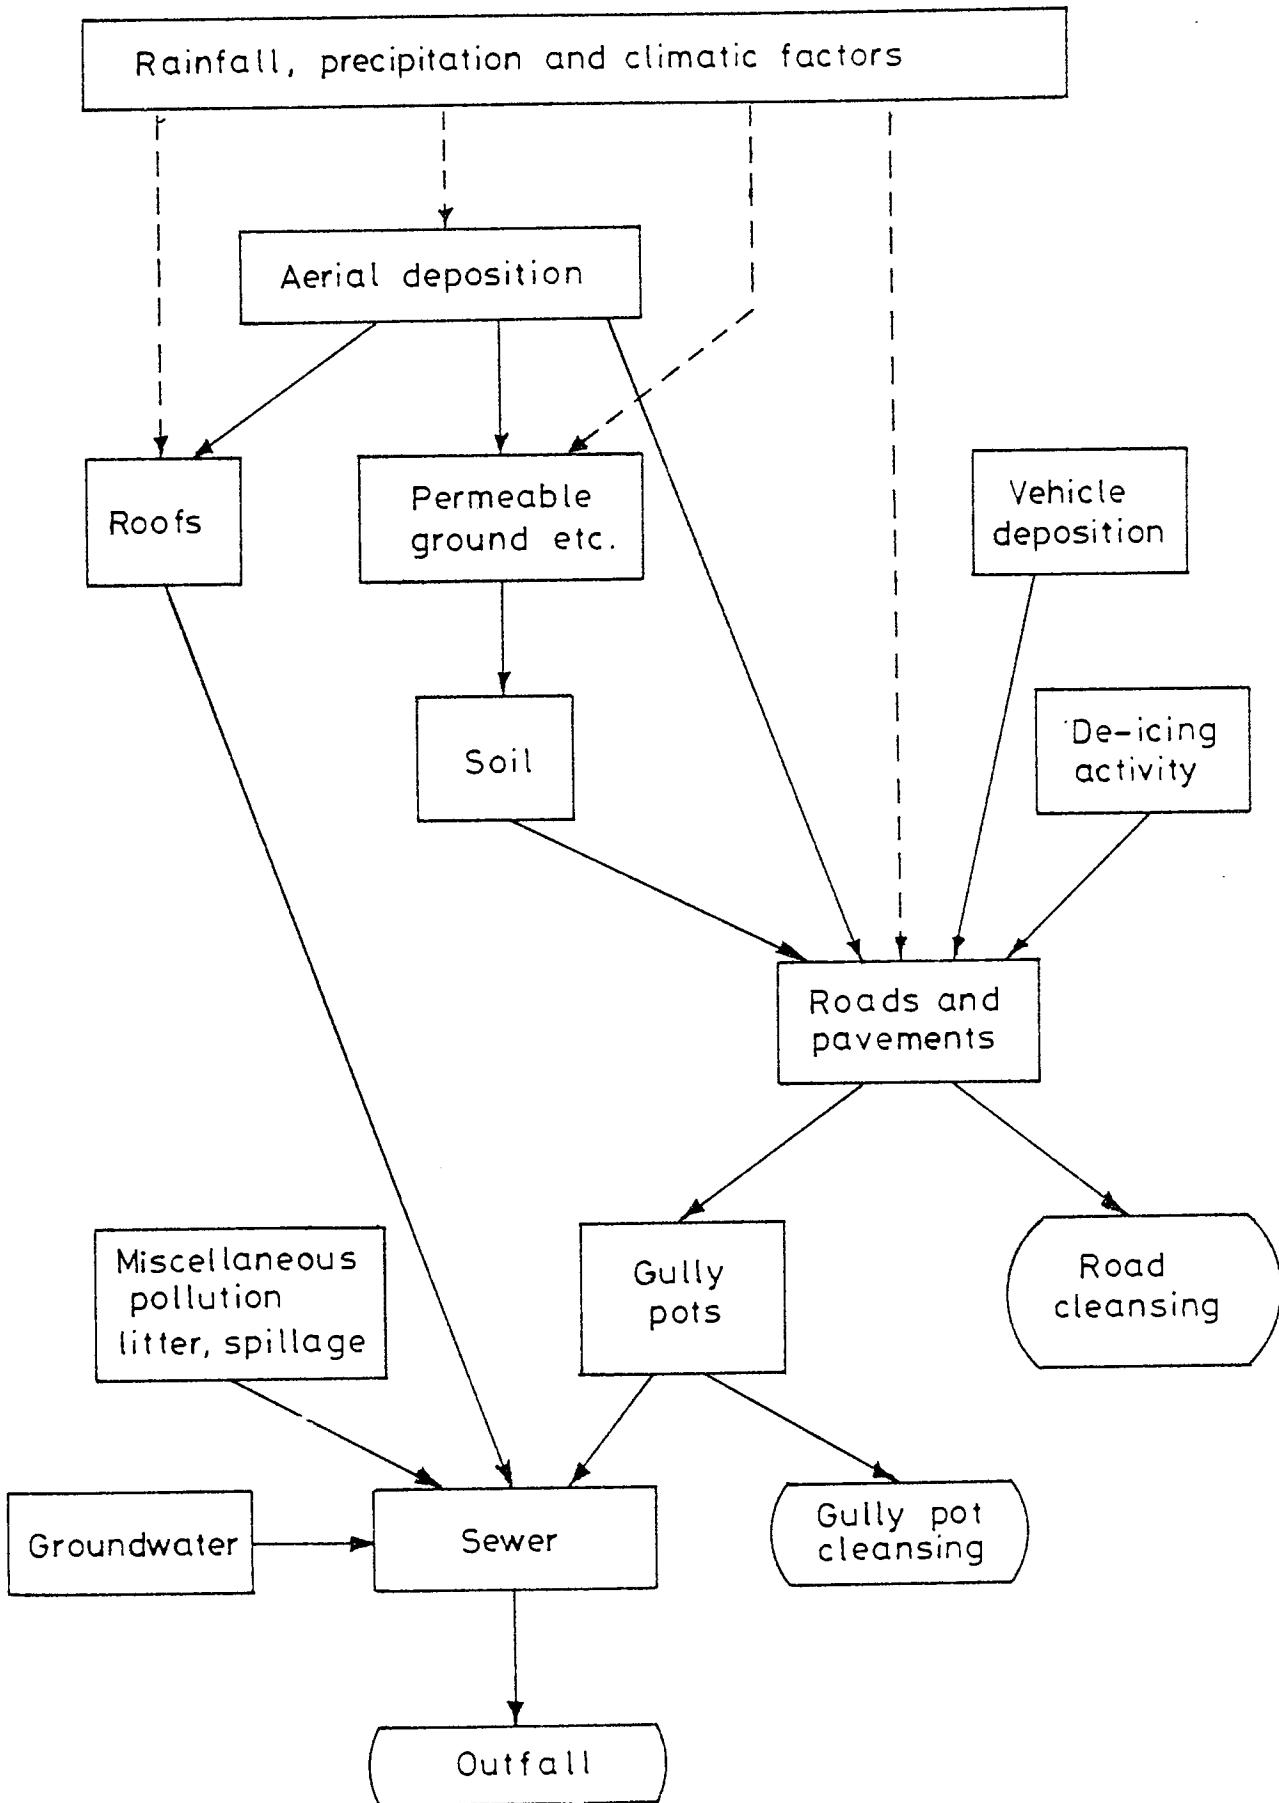 Rainfall, precipitation and climatic factors
Aerial deposition
Roofs
Permeable
ground etc.
Vehicle
deposition
Soil
De-icing
activity
Roads and
pavements
Miscellaneous
pollution
litter, spillage
Gully
pots
Road
cleansing
Groundwater
Sewer
Gully pot
cleansing
Outfall